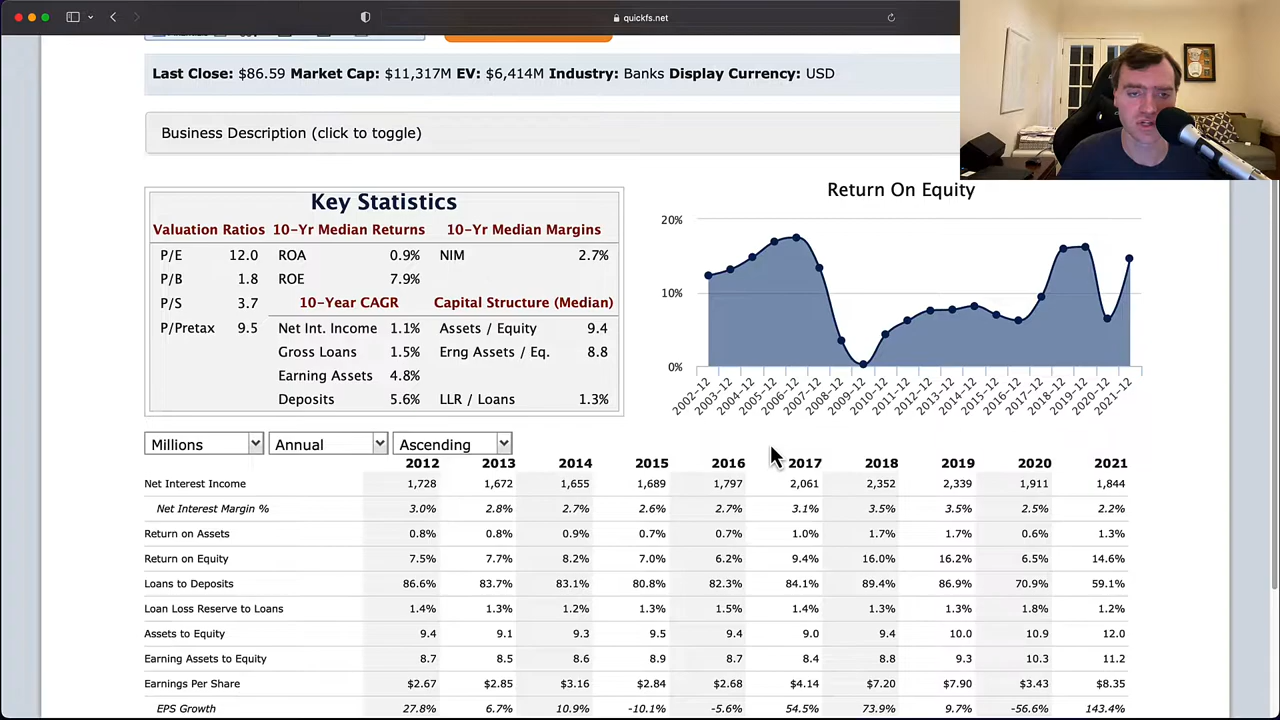 quickfs.net
Last Close: $86.59 Market Cap: $11,317M EV: $6,414M Industry: Banks Display Currency: USD
Business Description (click to toggle)
Key Statistics
Valuation Ratios 10-Yr Median Returns 10-Yr Median Margins
P/E 12.0 ROA 0.9% NIM 2.7%
P/B 1.8 ROE 7.9%
P/S 3.7 10-Year CAGR Capital Structure (Median)
P/Pretax 9.5 Net Int. Income 1.1% Assets / Equity 9.4
Gross Loans 1.5% Erng Assets / Eq. 8.8
Earning Assets 4.8%
Deposits 5.6% LLR / Loans 1.3%
Return On Equity
20%
10%
0%
2002-12 2003-12 2004-12 2005-12 2006-12 2007-12 2008-12 2009-12 2010-12 2011-12 2012-12 2013-12 2014-12 2015-12 2016-12 2017-12 2018-12 2019-12 2020-12 2021-12
Millions Annual Ascending
2012 2013 2014 2015 2016 2017 2018 2019 2020 2021
Net Interest Income 1,728 1,672 1,655 1,689 1,797 2,061 2,352 2,339 1,911 1,844
Net Interest Margin % 3.0% 2.8% 2.7% 2.6% 2.7% 3.1% 3.5% 3.5% 2.5% 2.2%
Return on Assets 0.8% 0.8% 0.9% 0.7% 0.7% 1.0% 1.7% 1.7% 0.6% 1.3%
Return on Equity 7.5% 7.7% 8.2% 7.0% 6.2% 9.4% 16.0% 16.2% 6.5% 14.6%
Loans to Deposits 86.6% 83.7% 83.1% 80.8% 82.3% 84.1% 89.4% 86.9% 70.9% 59.1%
Loan Loss Reserve to Loans 1.4% 1.3% 1.2% 1.3% 1.5% 1.4% 1.3% 1.3% 1.8% 1.2%
Assets to Equity 9.4 9.1 9.3 9.5 9.4 9.0 9.4 10.0 10.9 12.0
Earning Assets to Equity 8.7 8.5 8.6 8.9 8.7 8.4 8.8 9.3 10.3 11.2
Earnings Per Share $2.67 $2.85 $3.16 $2.84 $2.68 $4.14 $7.20 $7.90 $3.43 $8.35
EPS Growth 27.8% 6.7% 10.9% -10.1% -5.6% 54.5% 73.9% 9.7% -56.6% 143.4%